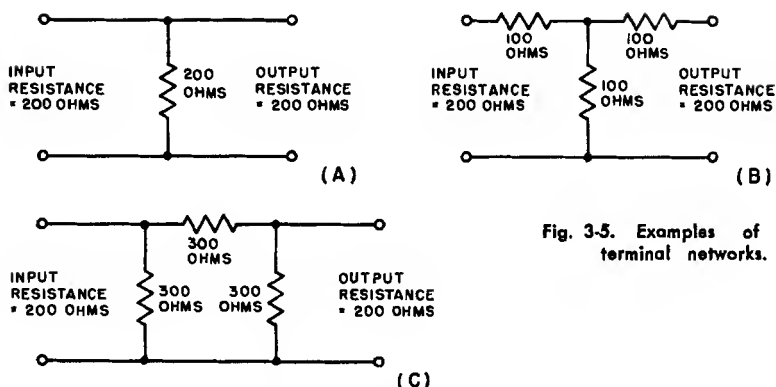 INPUT
RESISTANCE
= 200 OHMS
200
OHMS
OUTPUT
RESISTANCE
= 200 OHMS
(A)
100
OHMS
100
OHMS
INPUT
RESISTANCE
= 200 OHMS
100
OHMS
OUTPUT
RESISTANCE
= 200 OHMS
(B)
300
OHMS
INPUT
RESISTANCE
= 200 OHMS
300
OHMS
300
OHMS
OUTPUT
RESISTANCE
= 200 OHMS
(C)
Fig. 3-5. Examples of
terminal networks.